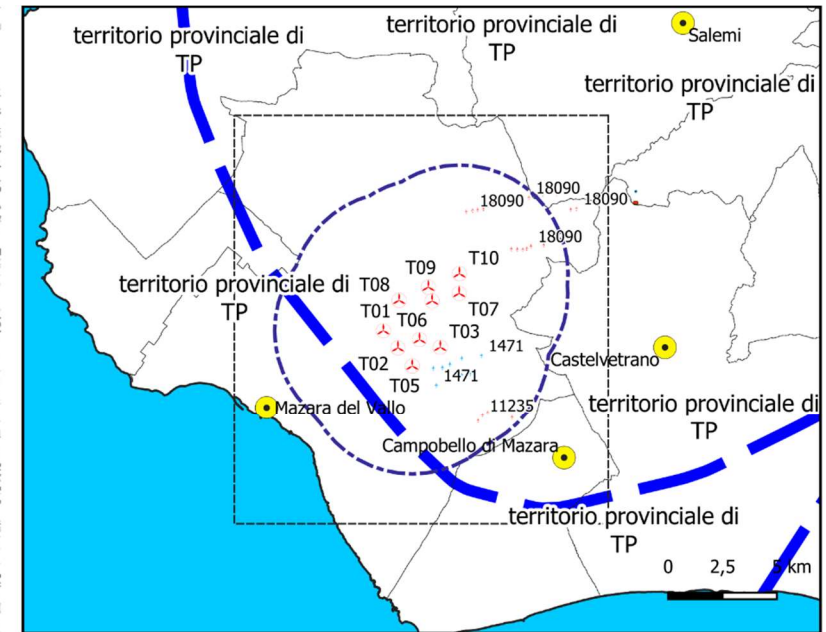 territorio provinciale di
TP
territorio provinciale di
TP
Salemi
territorio provinciale di
TP
18090
18090
18090
18090
T10
T09
territorio provinciale di
TP
T08
T07
T01
T06
T03
1471
T02
Castelvetrano
1471
T05
Mazara del Vallo
11235
territorio provinciale di
TP
Campobello di Mazara
territorio provinciale di
TP
0 2,5 5 km